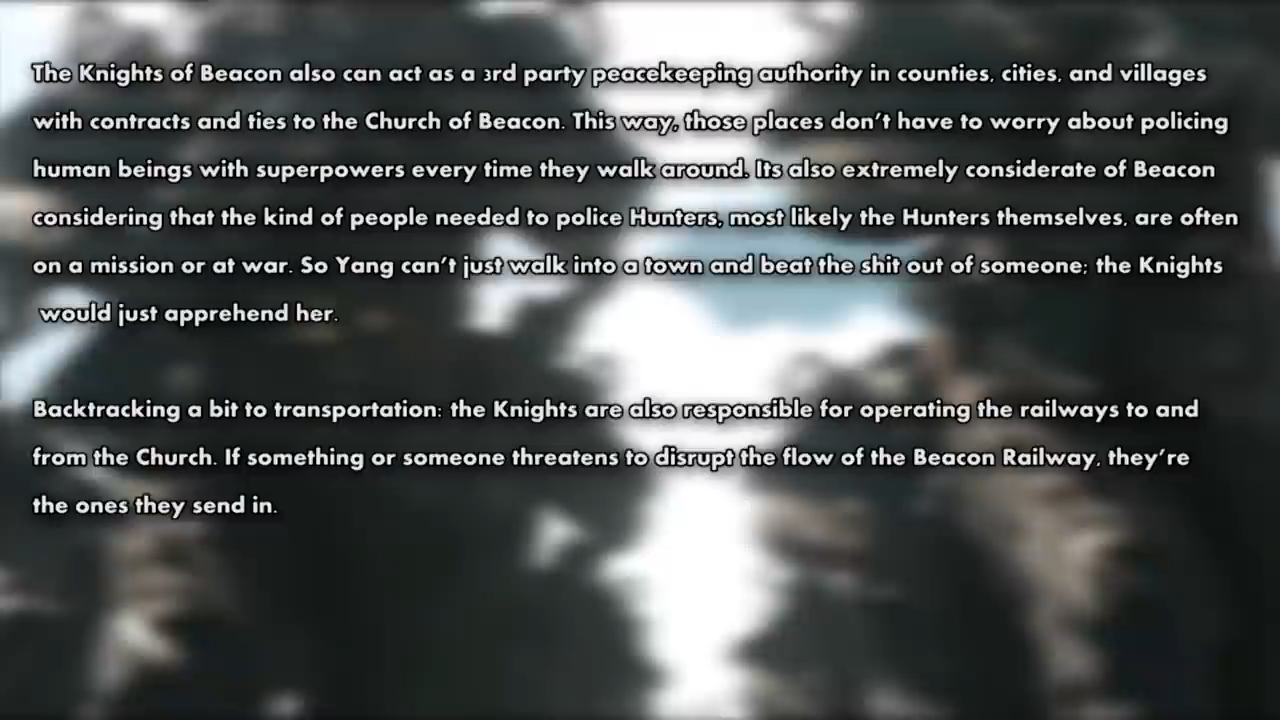 The Knights of Beacon also can act as a 3rd party peacekeeping authority in counties, cities, and villages
with contracts and ties to the Church of Beacon. This way, those places don't have to worry about policing
human beings with superpowers every time they walk around. Its also extremely considerate of Beacon
considering that the kind of people needed to police Hunters, most likely the Hunters themselves, are often
on a mission or at war. So Yang can't just walk into a town and beat the shit out of someone; the Knights
would just apprehend her.
Backtracking a bit to transportation: the Knights are also responsible for operating the railways to and
from the Church. If something or someone threatens to disrupt the flow of the Beacon Railway, they're
the ones they send in.